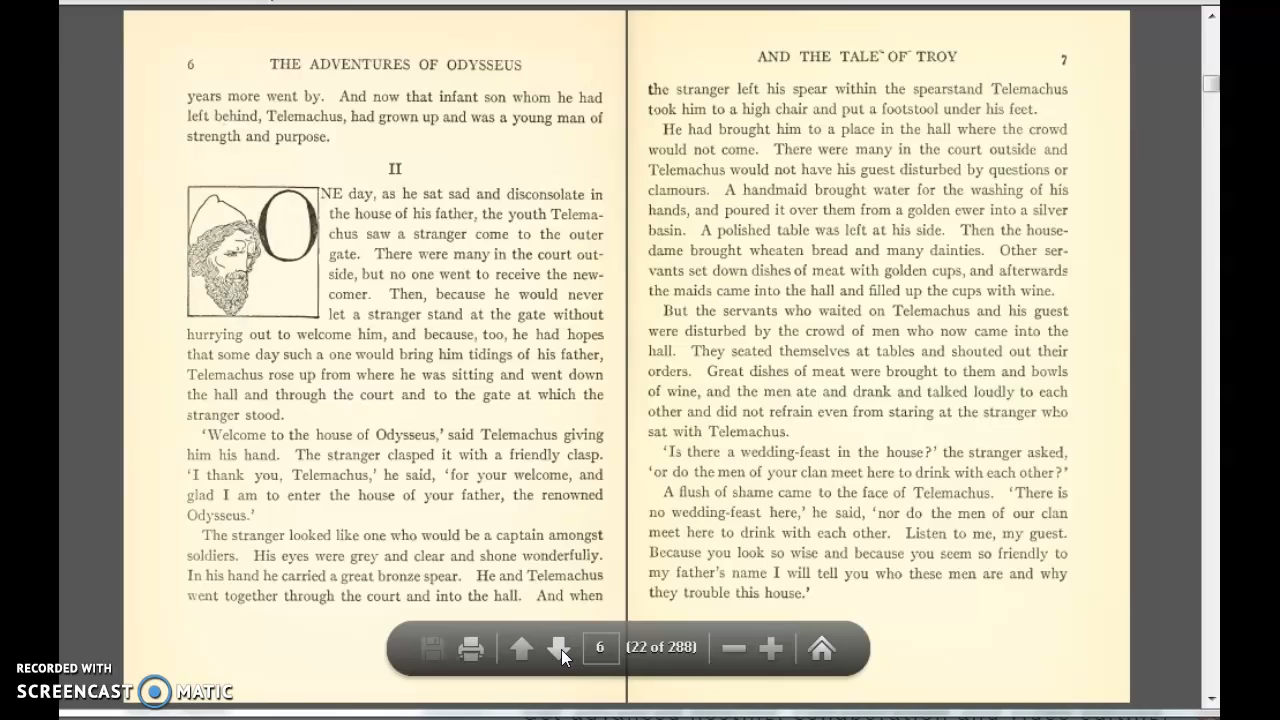 6 THE ADVENTURES OF ODYSSEUS
years more went by. And now that infant son whom he had
left behind, Telemachus, had grown up and was a young man of
strength and purpose.
II
ONE day, as he sat sad and disconsolate in
the house of his father, the youth Telema-
chus saw a stranger come to the outer
gate. There were many in the court out-
side, but no one went to receive the new-
comer. Then, because he would never
let a stranger stand at the gate without
hurrying out to welcome him, and because, too, he had hopes
that some day such a one would bring him tidings of his father,
Telemachus rose up from where he was sitting and went down
the hall and through the court and to the gate at which the
stranger stood.
‘Welcome to the house of Odysseus,’ said Telemachus giving
him his hand. The stranger clasped it with a friendly clasp.
‘I thank you, Telemachus,’ he said, ‘for your welcome, and
glad I am to enter the house of your father, the renowned
Odysseus.’
The stranger looked like one who would be a captain amongst
soldiers. His eyes were grey and clear and shone wonderfully.
In his hand he carried a great bronze spear. He and Telemachus
went together through the court and into the hall. And when
AND THE TALE OF TROY 7
the stranger left his spear within the spearstand Telemachus
took him to a high chair and put a footstool under his feet.
He had brought him to a place in the hall where the crowd
would not come. There were many in the court outside and
Telemachus would not have his guest disturbed by questions or
clamours. A handmaid brought water for the washing of his
hands, and poured it over them from a golden ewer into a silver
basin. A polished table was left at his side. Then the house-
dame brought wheaten bread and many dainties. Other ser-
vants set down dishes of meat with golden cups, and afterwards
the maids came into the hall and filled up the cups with wine.
But the servants who waited on Telemachus and his guest
were disturbed by the crowd of men who now came into the
hall. They seated themselves at tables and shouted out their
orders. Great dishes of meat were brought to them and bowls
of wine, and the men ate and drank and talked loudly to each
other and did not refrain even from staring at the stranger who
sat with Telemachus.
‘Is there a wedding-feast in the house?’ the stranger asked,
‘or do the men of your clan meet here to drink with each other?’
A flush of shame came to the face of Telemachus. ‘There is
no wedding-feast here,’ he said, ‘nor do the men of our clan
meet here to drink with each other. Listen to me, my guest.
Because you look so wise and because you seem so friendly to
my father’s name I will tell you who these men are and why
they trouble this house.’
6 (22 of 288)
RECORDED WITH
SCREENCAST MATIC